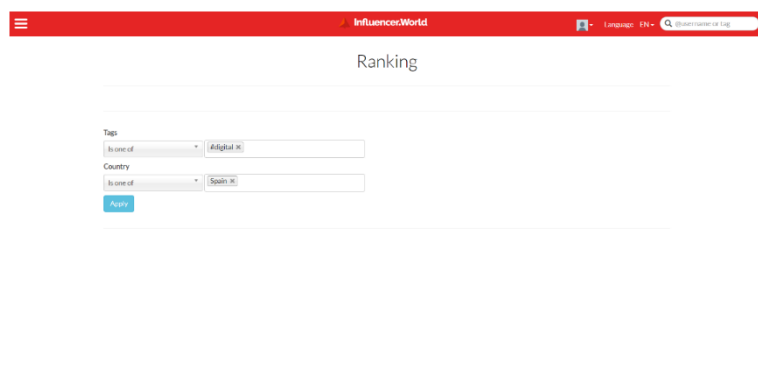 Influencer.World
Language EN
@username or tag
Ranking
Tags
Is one of
#digital ×
Country
Is one of
Spain ×
Apply